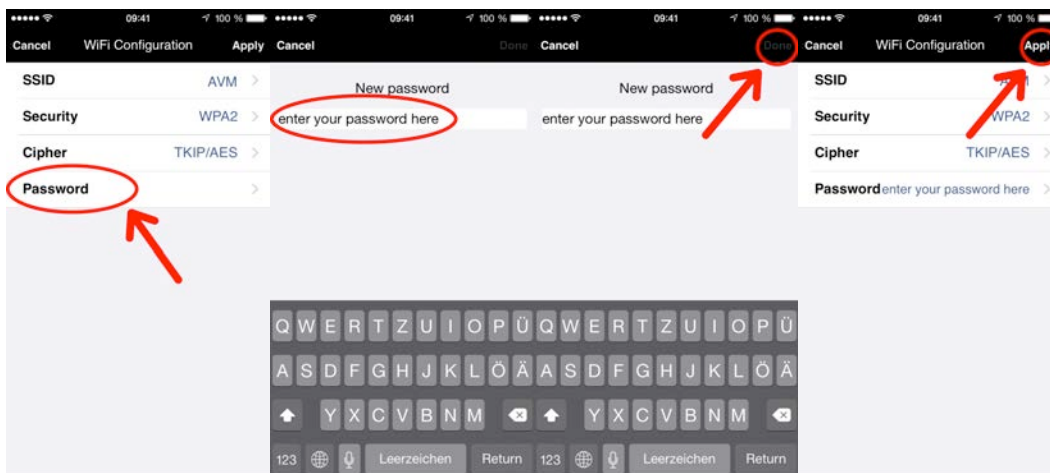 09:41 100 %
Cancel WiFi Configuration Apply
SSID AVM
Security WPA2
Cipher TKIP/AES
Password
09:41 100 %
Cancel Done
New password
enter your password here
Q W E R T Z U I O P Ü
A S D F G H J K L Ö Ä
Y X C V B N M
123 Leerzeichen Return
09:41 100 %
Cancel Done
New password
enter your password here
Q W E R T Z U I O P Ü
A S D F G H J K L Ö Ä
Y X C V B N M
123 Leerzeichen Return
09:41 100 %
Cancel WiFi Configuration Appl
SSID AVM
Security WPA2
Cipher TKIP/AES
Password enter your password here